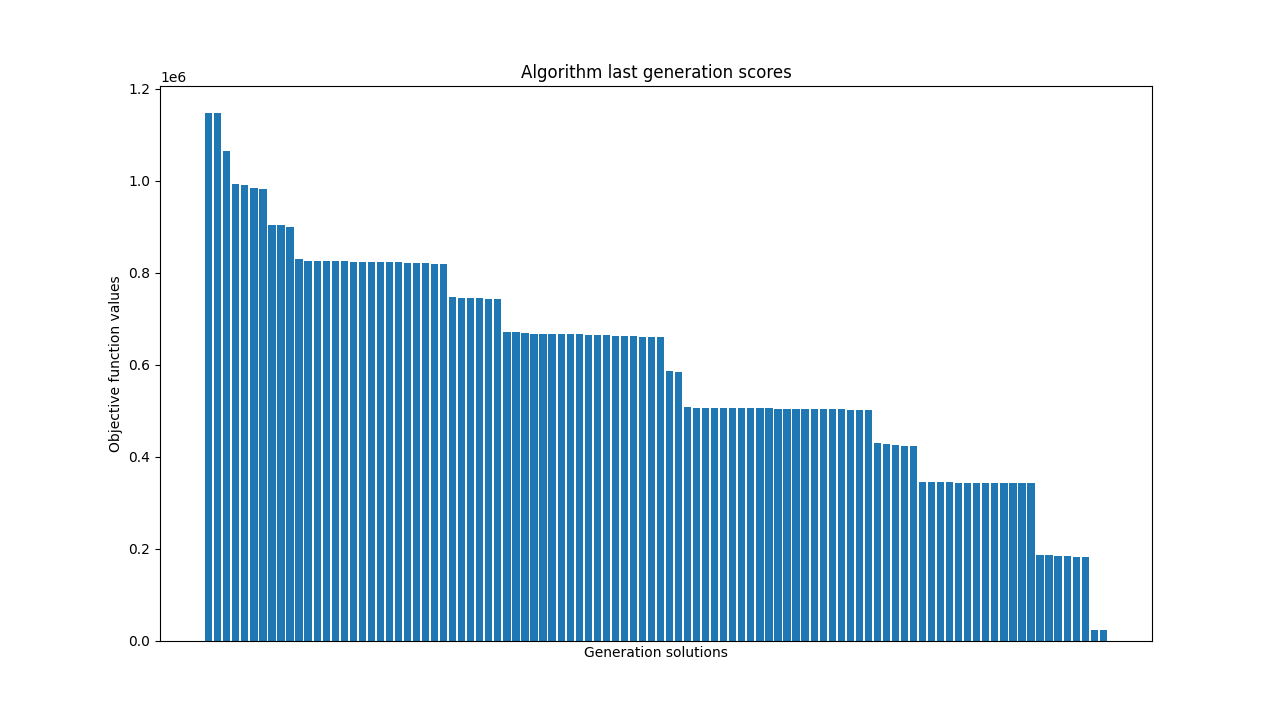 Algorithm last generation scores
1e6
1.2
1.0
0.8
0.6
0.4
0.2
0.0
Objective function values
Generation solutions